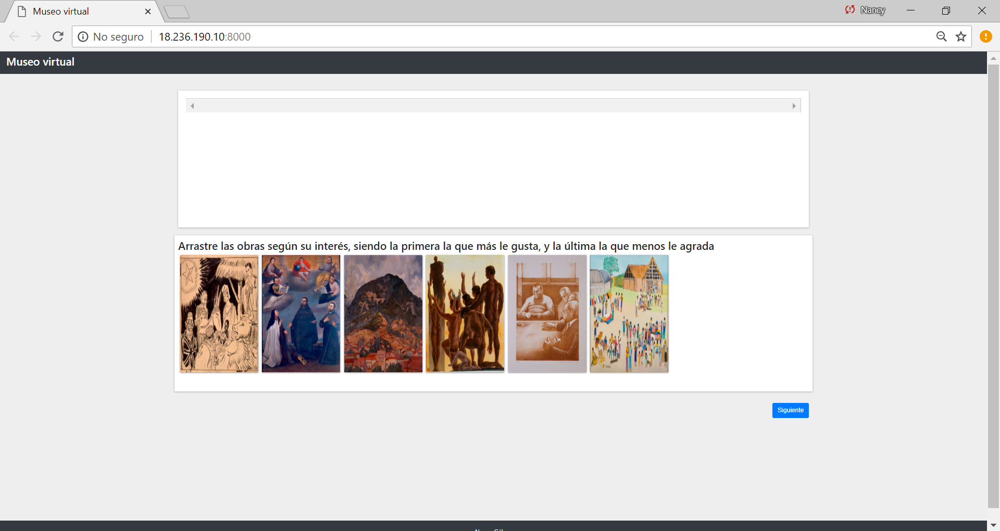 Museo virtual
Nancy
No seguro
18.236.190.10:8000
Museo virtual
Arrastre las obras según su interés, siendo la primera la que más le gusta, y la última la que menos le agrada
Siguiente